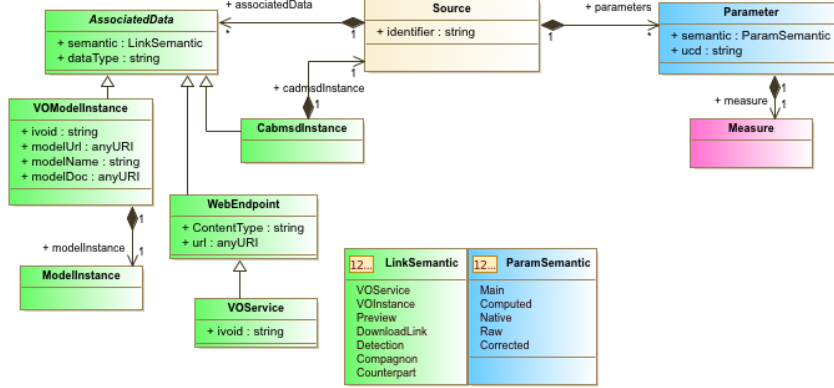 + associatedData
Source
+ identifier : string
+ parameters
Parameter
+ semantic : ParamSemantic
+ ucd : string
AssociatedData
+ semantic : LinkSemantic
+ dataType : string
*
1
1
*
1
+ cadmsdInstance
1
1
+ measure
1
VOModelInstance
+ ivoid : string
+ modelUrl : anyURI
+ modelName : string
+ modelDoc : anyURI
CabmsdInstance
Measure
WebEndpoint
+ ContentType : string
+ url : anyURI
1
+ modelInstance
1
ModelInstance
VOService
+ ivoid : string
12...
LinkSemantic
VOService
VOInstance
Preview
DownloadLink
Detection
Compagnon
Counterpart
12...
ParamSemantic
Main
Computed
Native
Raw
Corrected